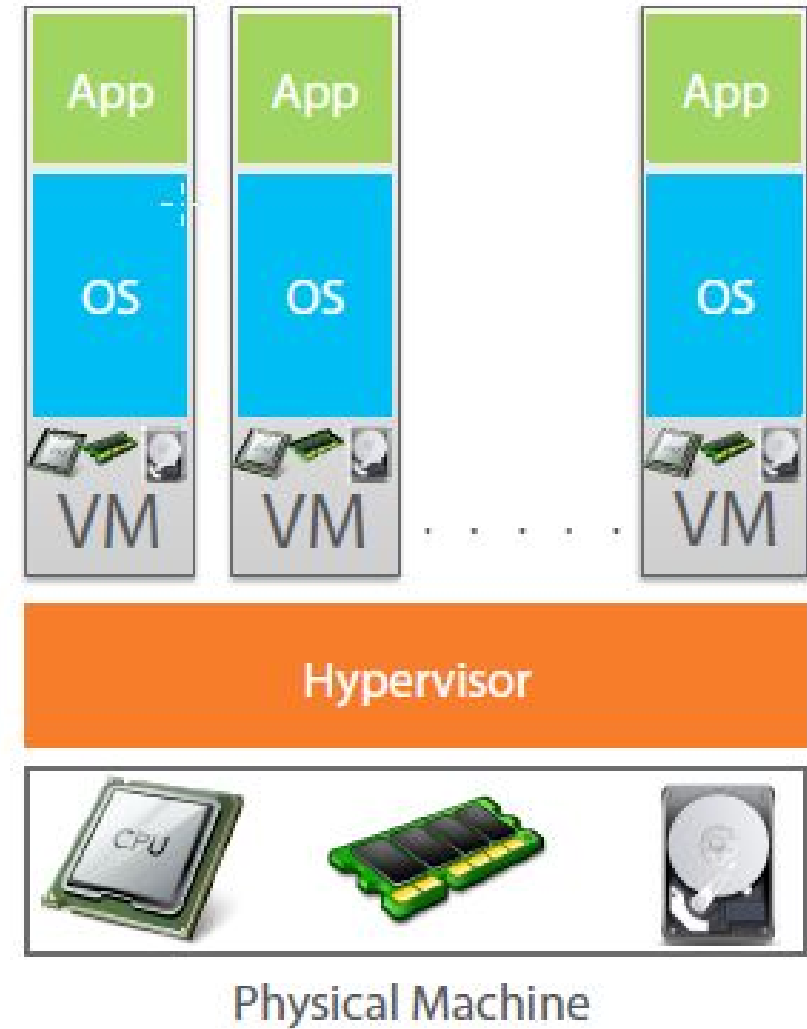 App App App
OS OS OS
VM VM . . . . . VM
Hypervisor
CPU
Physical Machine